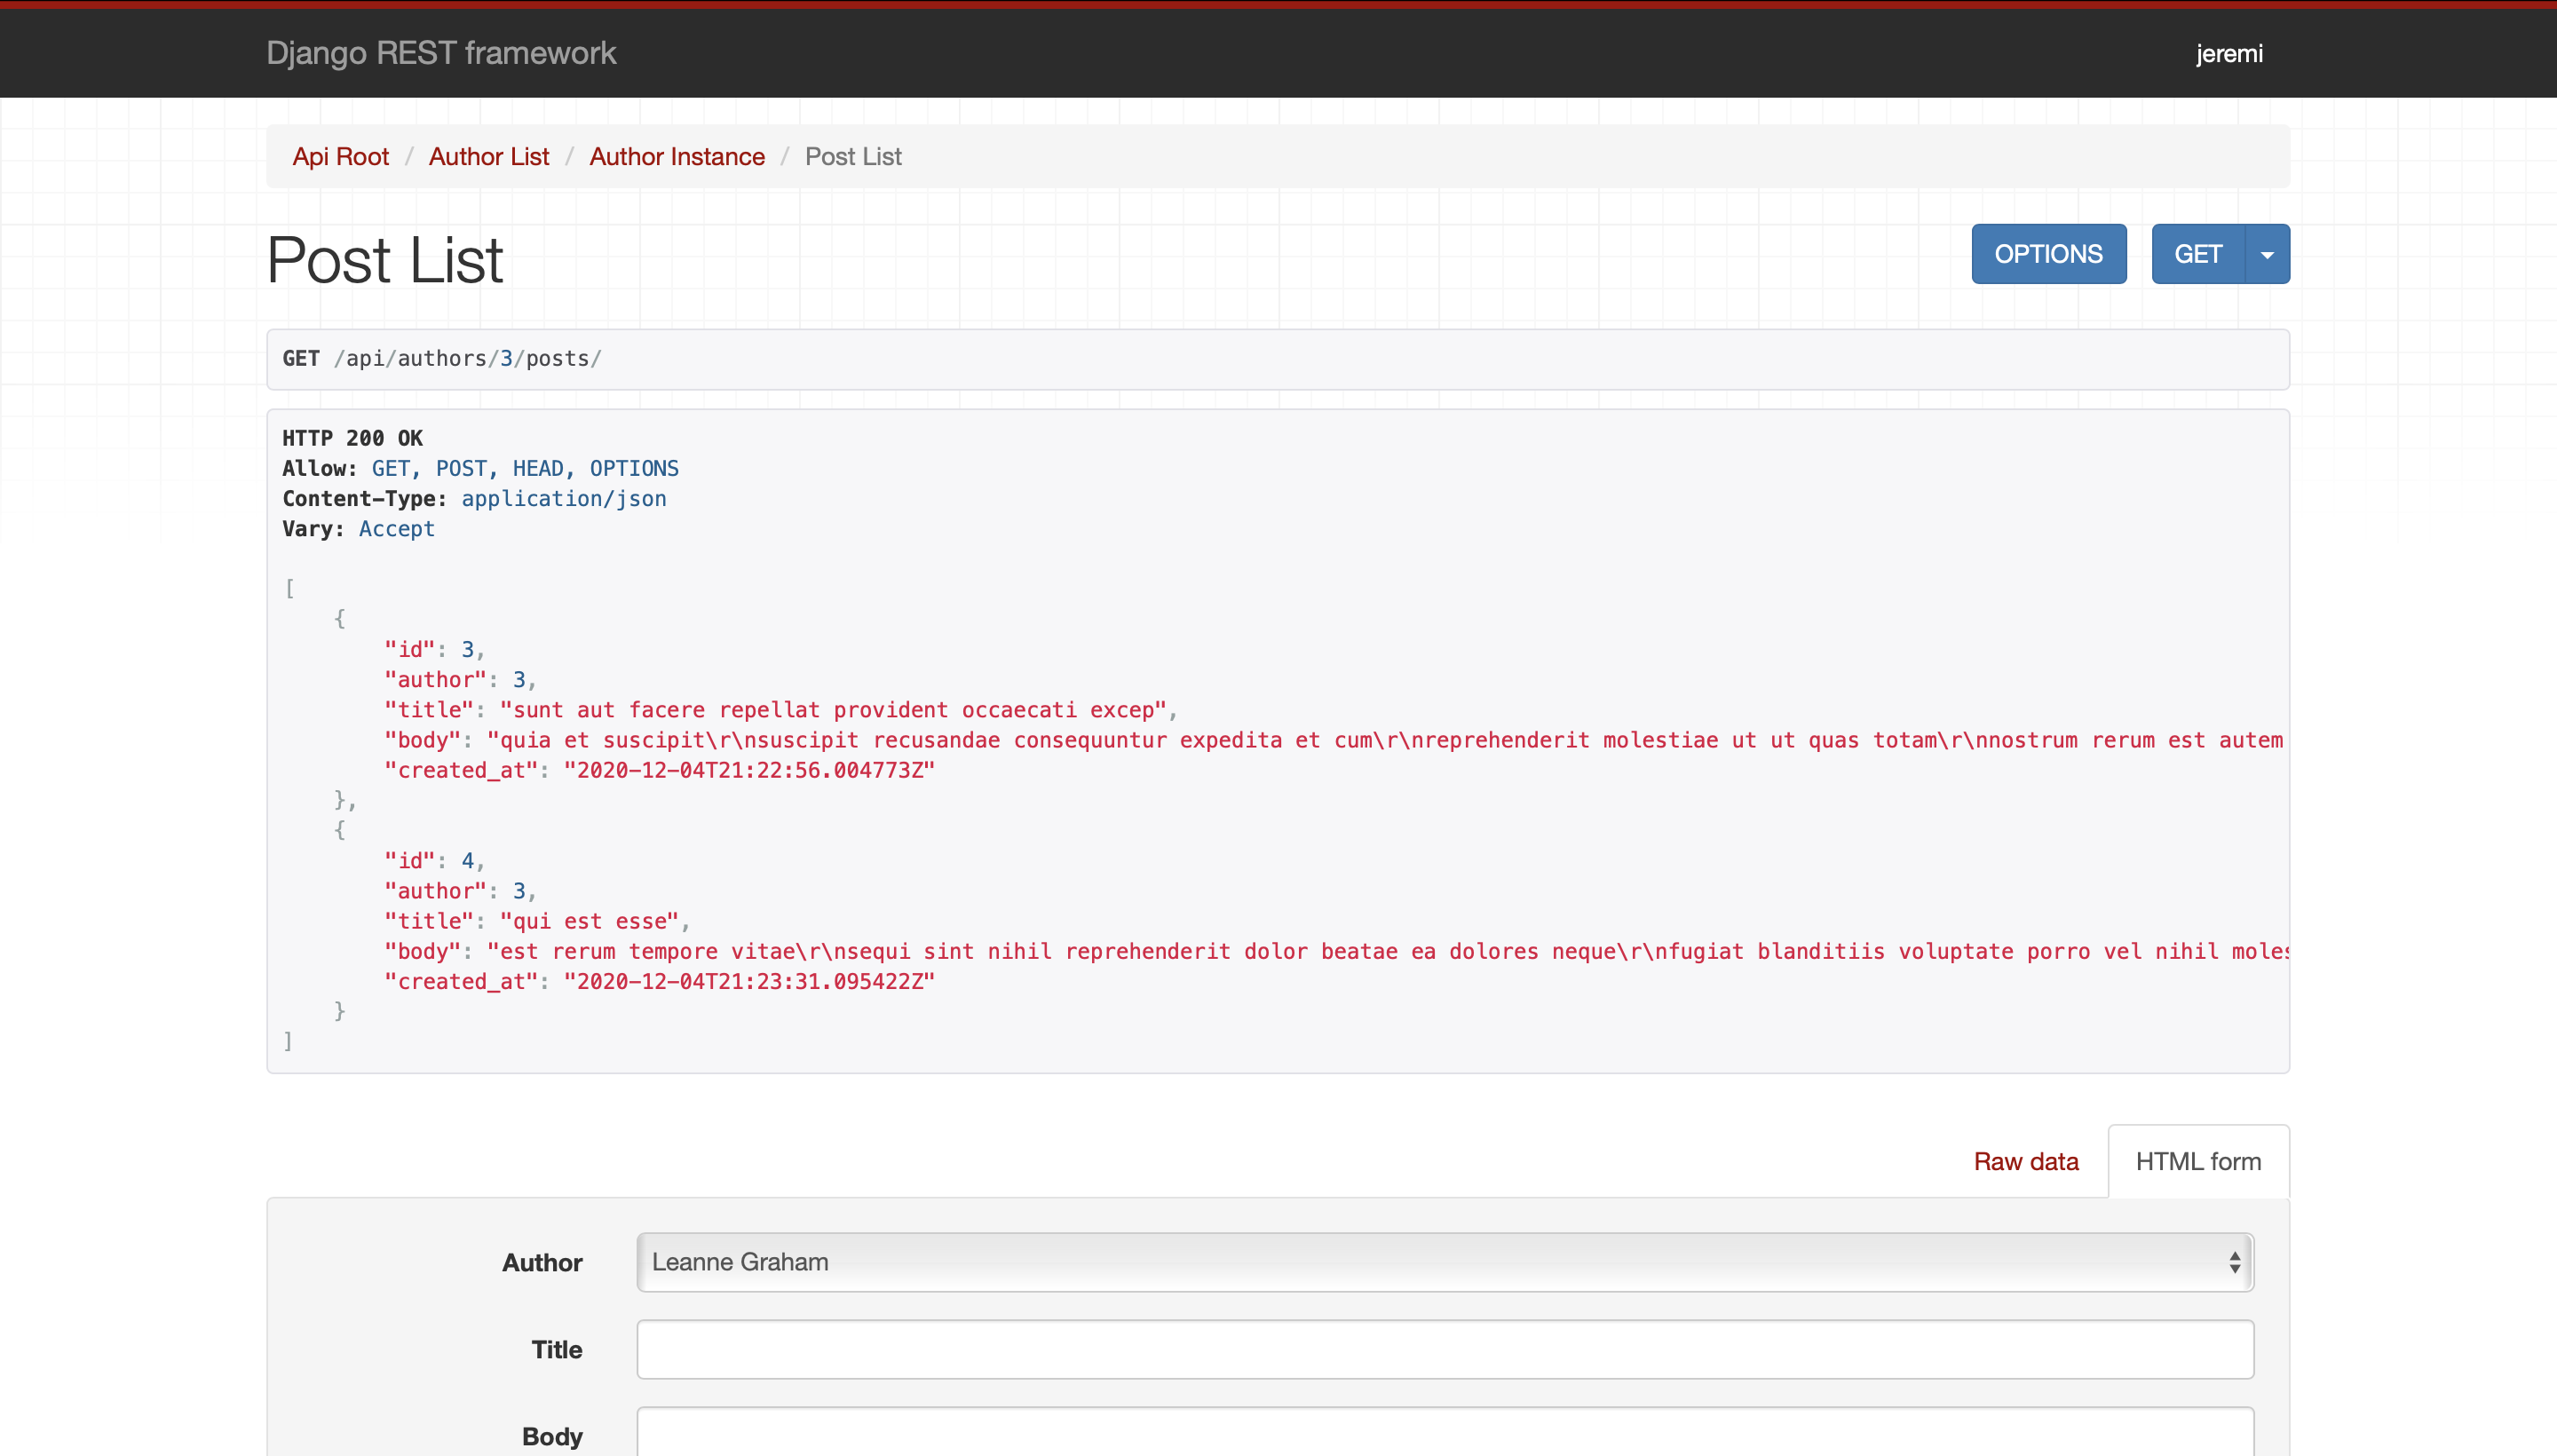 Django REST framework
jeremi
Api Root / Author List / Author Instance / Post List
Post List
OPTIONS
GET
GET /api/authors/3/posts/
HTTP 200 OK
Allow: GET, POST, HEAD, OPTIONS
Content-Type: application/json
Vary: Accept
[
    {
        "id": 3,
        "author": 3,
        "title": "sunt aut facere repellat provident occaecati excep",
        "body": "quia et suscipit\r\nsuscipit recusandae consequuntur expedita et cum\r\nreprehenderit molestiae ut ut quas totam\r\nnostrum rerum est autem
        "created_at": "2020-12-04T21:22:56.004773Z"
    },
    {
        "id": 4,
        "author": 3,
        "title": "qui est esse",
        "body": "est rerum tempore vitae\r\nsequi sint nihil reprehenderit dolor beatae ea dolores neque\r\nfugiat blanditiis voluptate porro vel nihil moles
        "created_at": "2020-12-04T21:23:31.095422Z"
    }
]
Raw data
HTML form
Author
Leanne Graham
Title
Body